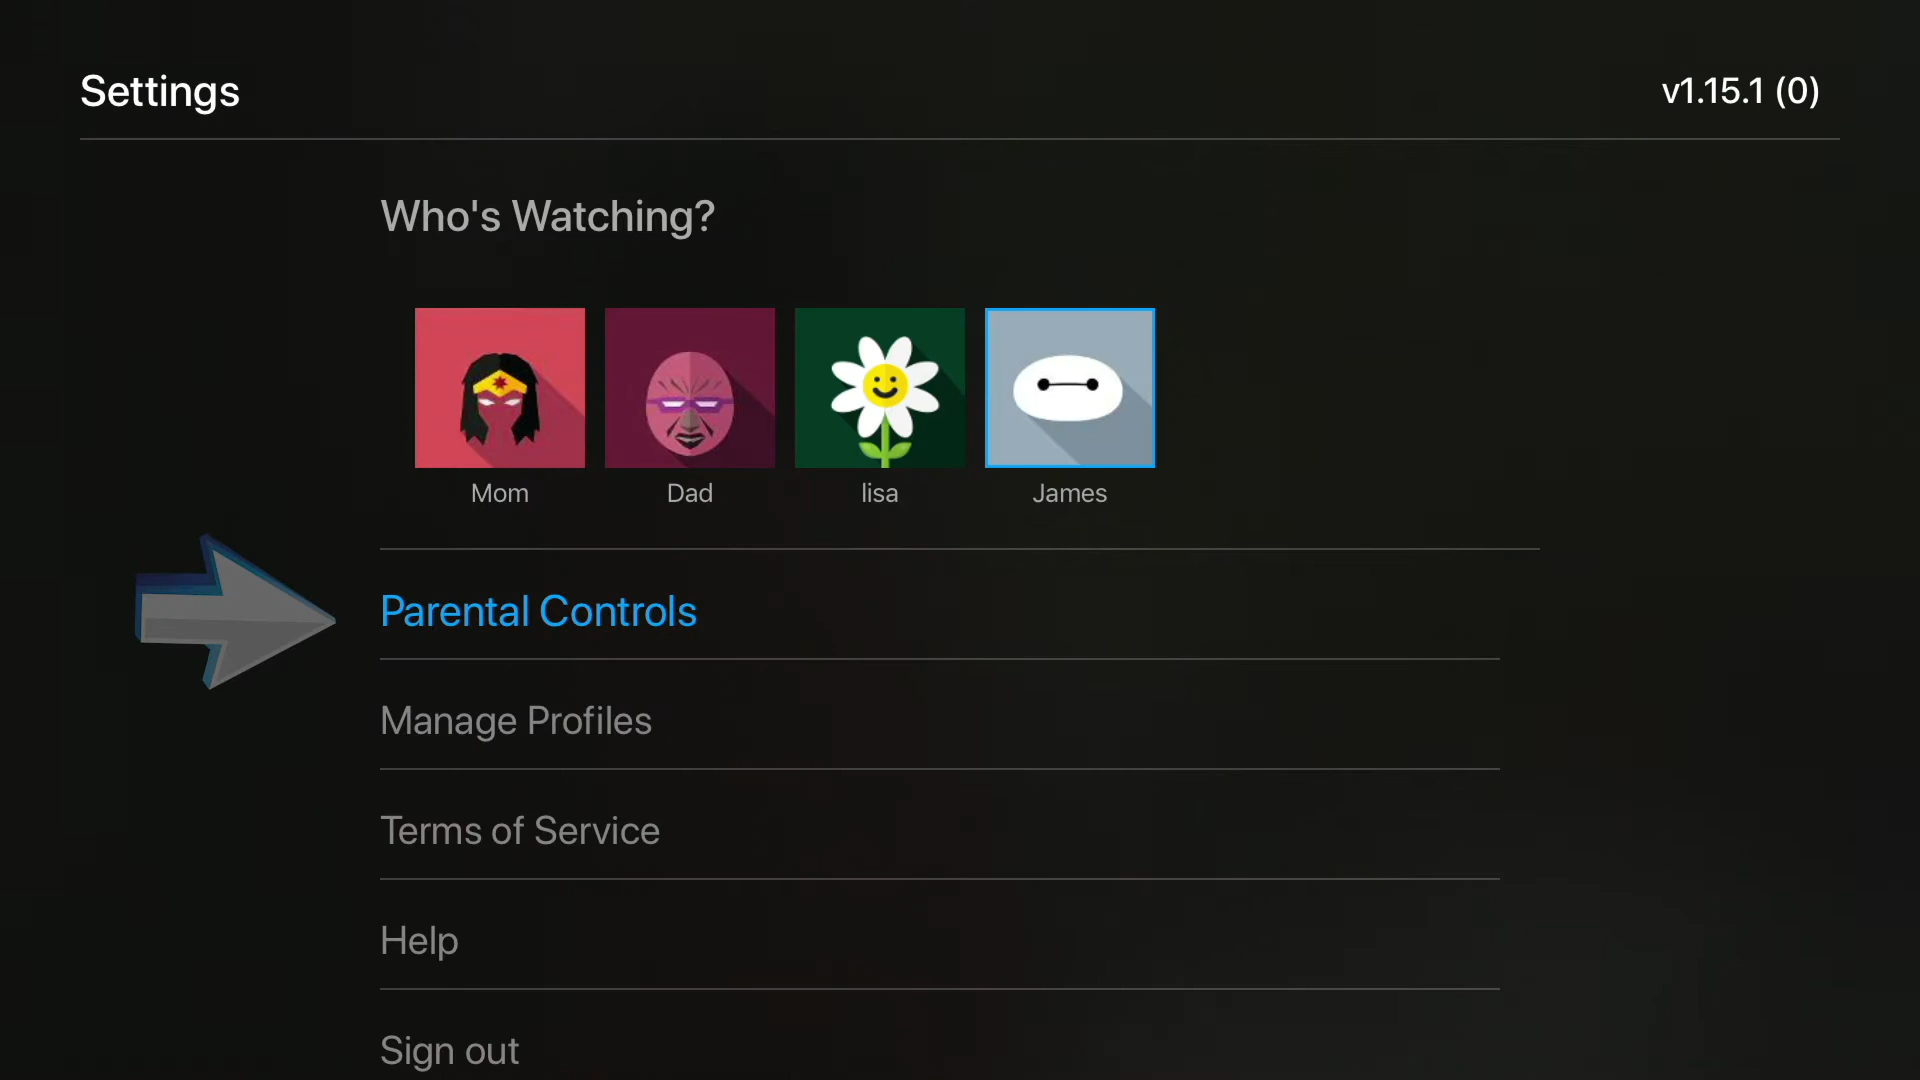 Settings
v1.15.1 (0)
Who's Watching?
Mom
Dad
lisa
James
Parental Controls
Manage Profiles
Terms of Service
Help
Sign out